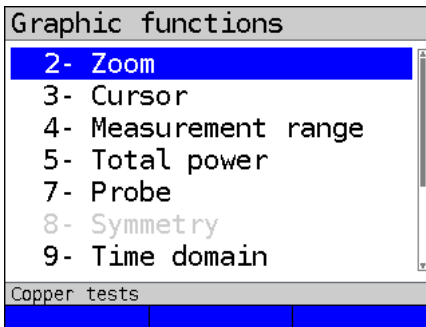 Graphic functions
2- Zoom
3- Cursor
4- Measurement range
5- Total power
7- Probe
8- Symmetry
9- Time domain
Copper tests